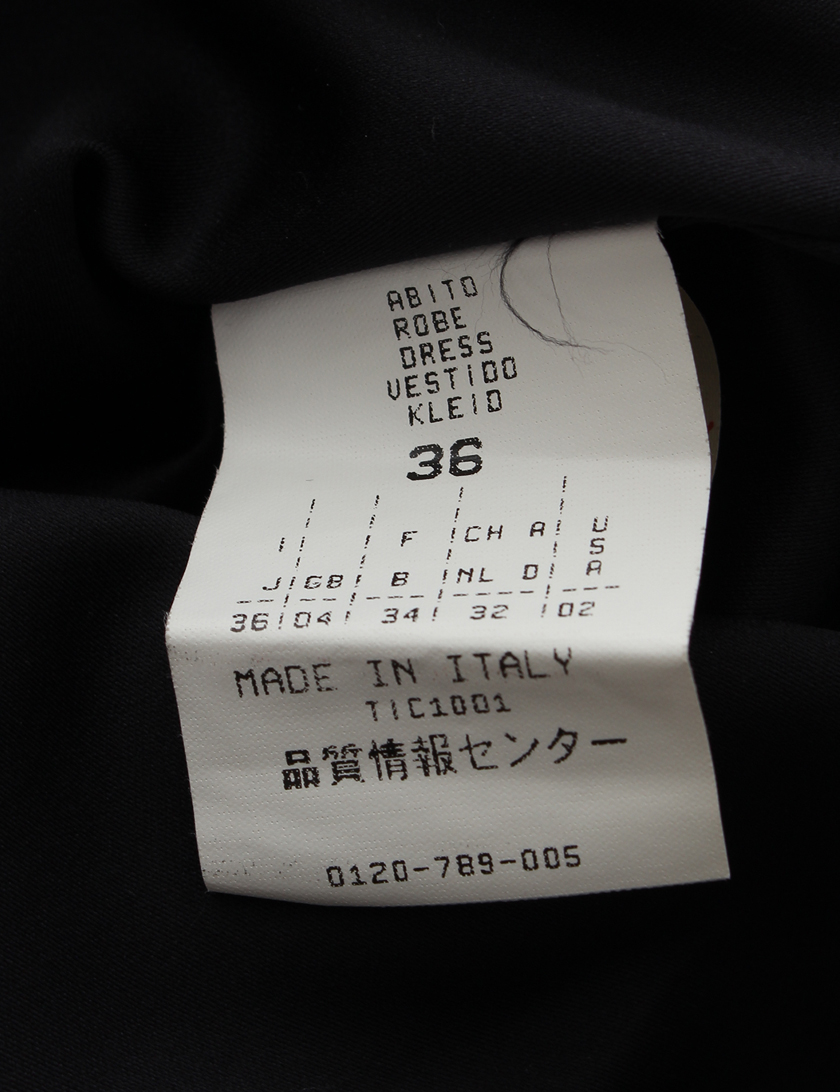 ABITO
ROBE
DRESS
VESTIDO
KLEID
36
I F CH A USA
J GB B NL D
36 04 34 32 02
MADE IN ITALY
TIC1001
品質情報センター
0120-789-005